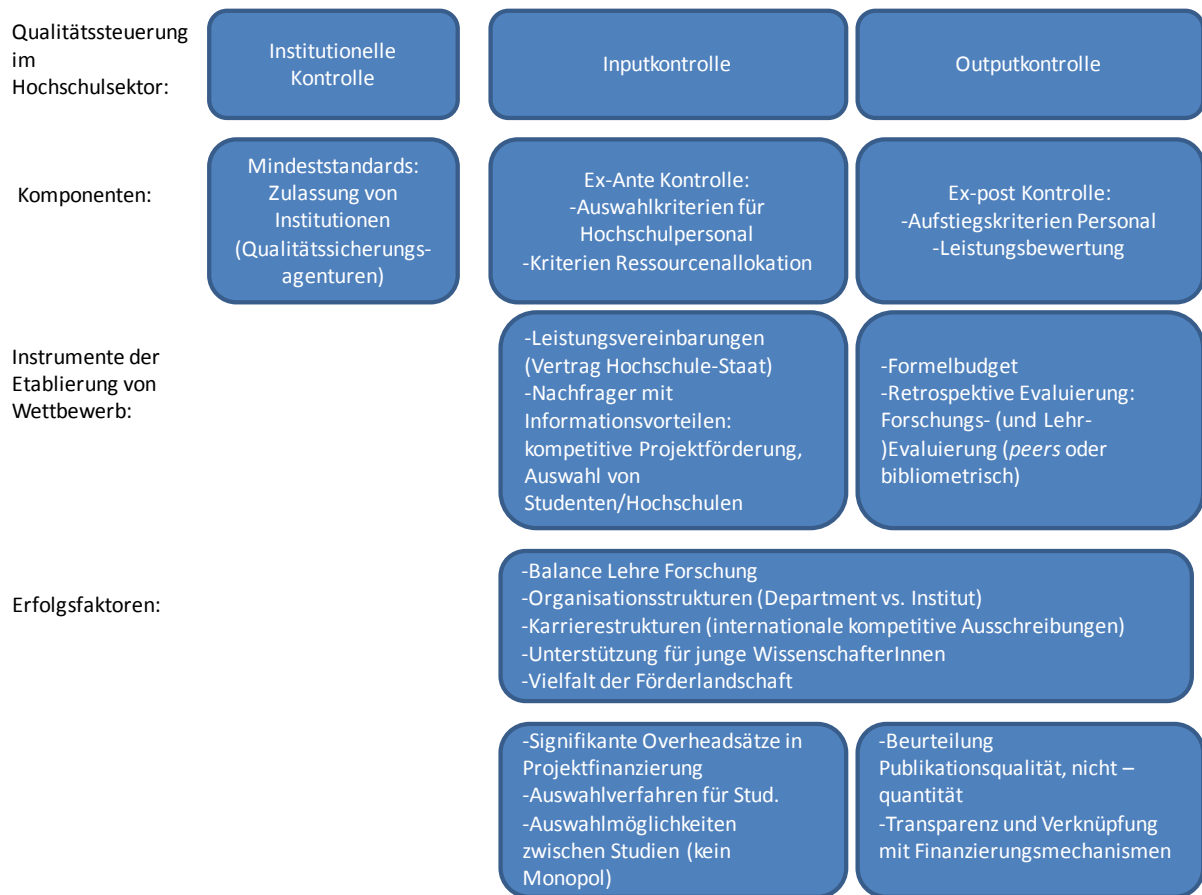 Qualitätssteuerung
im
Hochschulsektor:
Institutionelle
Kontrolle
Inputkontrolle
Outputkontrolle
Komponenten:
Mindeststandards:
Zulassung von
Institutionen
(Qualitätssicherungs-
agenturen)
Ex-Ante Kontrolle:
-Auswahlkriterien für
Hochschulpersonal
-Kriterien Ressourcenallokation
Ex-post Kontrolle:
-Aufstiegskriterien Personal
-Leistungsbewertung
Instrumente der
Etablierung von
Wettbewerb:
-Leistungsvereinbarungen
(Vertrag Hochschule-Staat)
-Nachfrager mit
Informationsvorteilen:
kompetitive Projektförderung,
Auswahl von
Studenten/Hochschulen
-Formelbudget
-Retrospektive Evaluierung:
Forschungs- (und Lehr-
)Evaluierung (peers oder
bibliometrisch)
Erfolgsfaktoren:
-Balance Lehre Forschung
-Organisationsstrukturen (Department vs. Institut)
-Karrierestrukturen (internationale kompetitive Ausschreibungen)
-Unterstützung für junge WissenschafterInnen
-Vielfalt der Förderlandschaft
-Signifikante Overheadsätze in
Projektfinanzierung
-Auswahlverfahren für Stud.
-Auswahlmöglichkeiten
zwischen Studien (kein
Monopol)
-Beurteilung
Publikationsqualität, nicht –
quantität
-Transparenz und Verknüpfung
mit Finanzierungsmechanismen